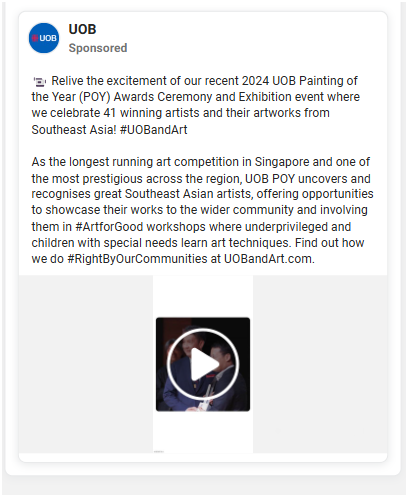 UOB
UOB
Sponsored
Relive the excitement of our recent 2024 UOB Painting of
the Year (POY) Awards Ceremony and Exhibition event where
we celebrate 41 winning artists and their artworks from
Southeast Asia! #UOBandArt
As the longest running art competition in Singapore and one of
the most prestigious across the region, UOB POY uncovers and
recognises great Southeast Asian artists, offering opportunities
to showcase their works to the wider community and involving
them in #ArtforGood workshops where underprivileged and
children with special needs learn art techniques. Find out how
we do #RightByOurCommunities at UOBandArt.com.